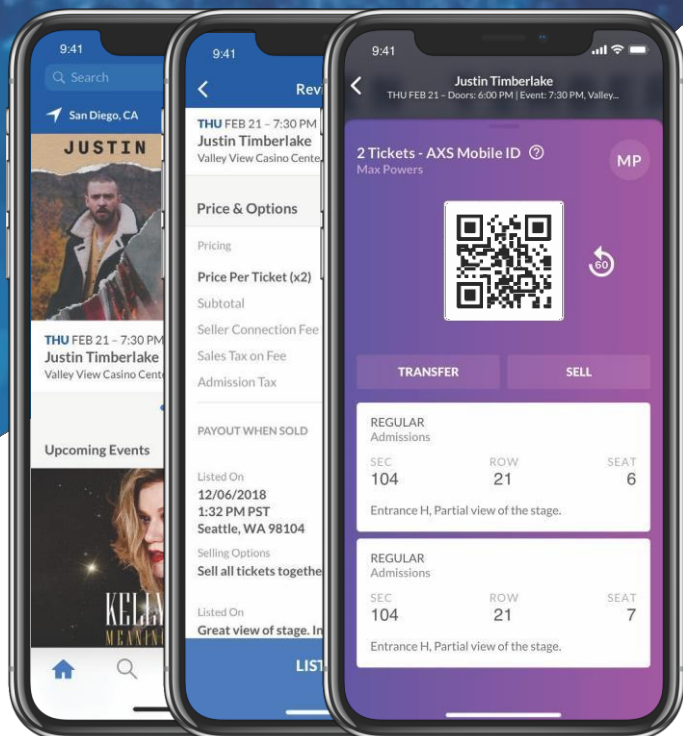 9:41
Search
San Diego, CA
JUSTIN
THU FEB 21 – 7:30 PM
Justin Timberlake
Valley View Casino
Upcoming Events
9:41
THU FEB 21 – 7:30 PM
Justin Timberlake
Valley View Casino
Price & Options
Pricing
Price Per Ticket (x2)
Subtotal
Seller Connection Fee
Sales Tax on Fee
Admission Tax
PAYOUT WHEN SOLD
Listed On
12/06/2018
1:32 PM PST
Seattle, WA 98104
Selling Options
Sell all tickets
Listed On
Great view of stage.
9:41
Justin Timberlake
THU FEB 21 – Doors: 6:00 PM | Event: 7:30 PM, Valley...
2 Tickets - AXS Mobile ID ?
Max Powers
MP
60
TRANSFER SELL
REGULAR
Admissions
SEC ROW SEAT
104 21 6
Entrance H, Partial view of the stage.
REGULAR
Admissions
SEC ROW SEAT
104 21 7
Entrance H, Partial view of the stage.